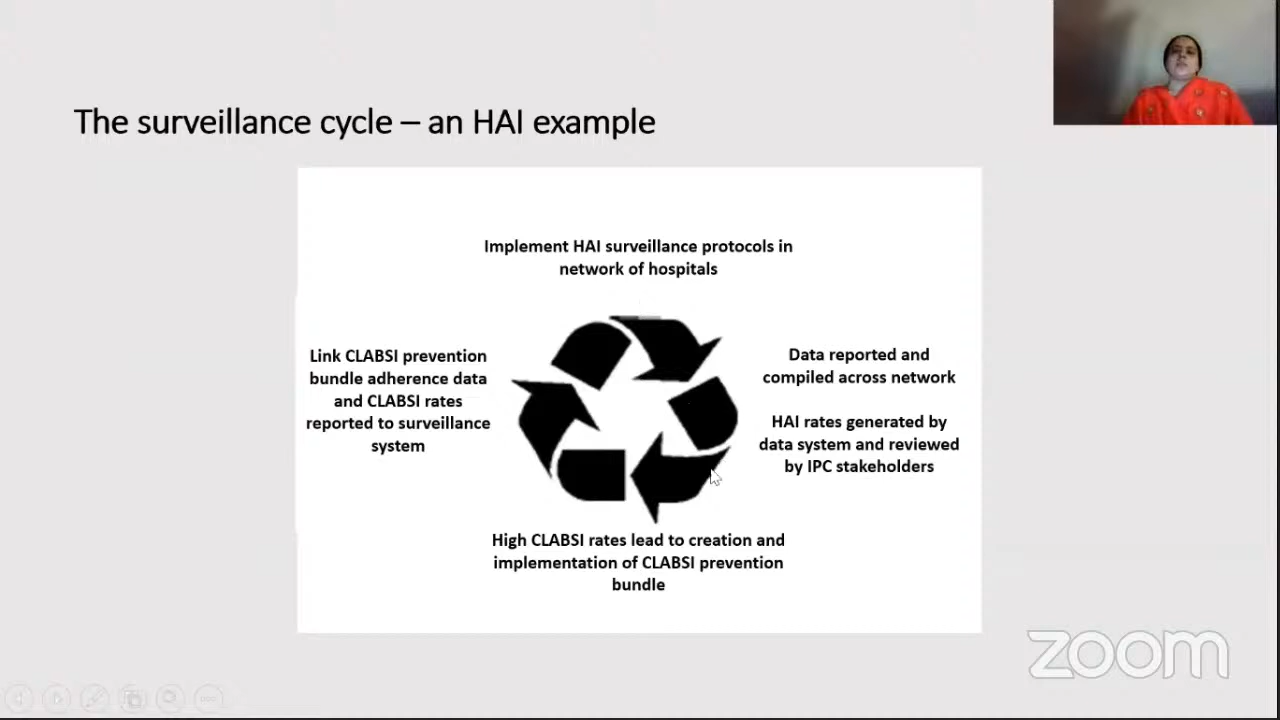 The surveillance cycle – an HAI example
Implement HAI surveillance protocols in
network of hospitals
Link CLABSI prevention
bundle adherence data
and CLABSI rates
reported to surveillance
system
Data reported and
compiled across network
HAI rates generated by
data system and reviewed
by IPC stakeholders
High CLABSI rates lead to creation and
implementation of CLABSI prevention
bundle
zoom